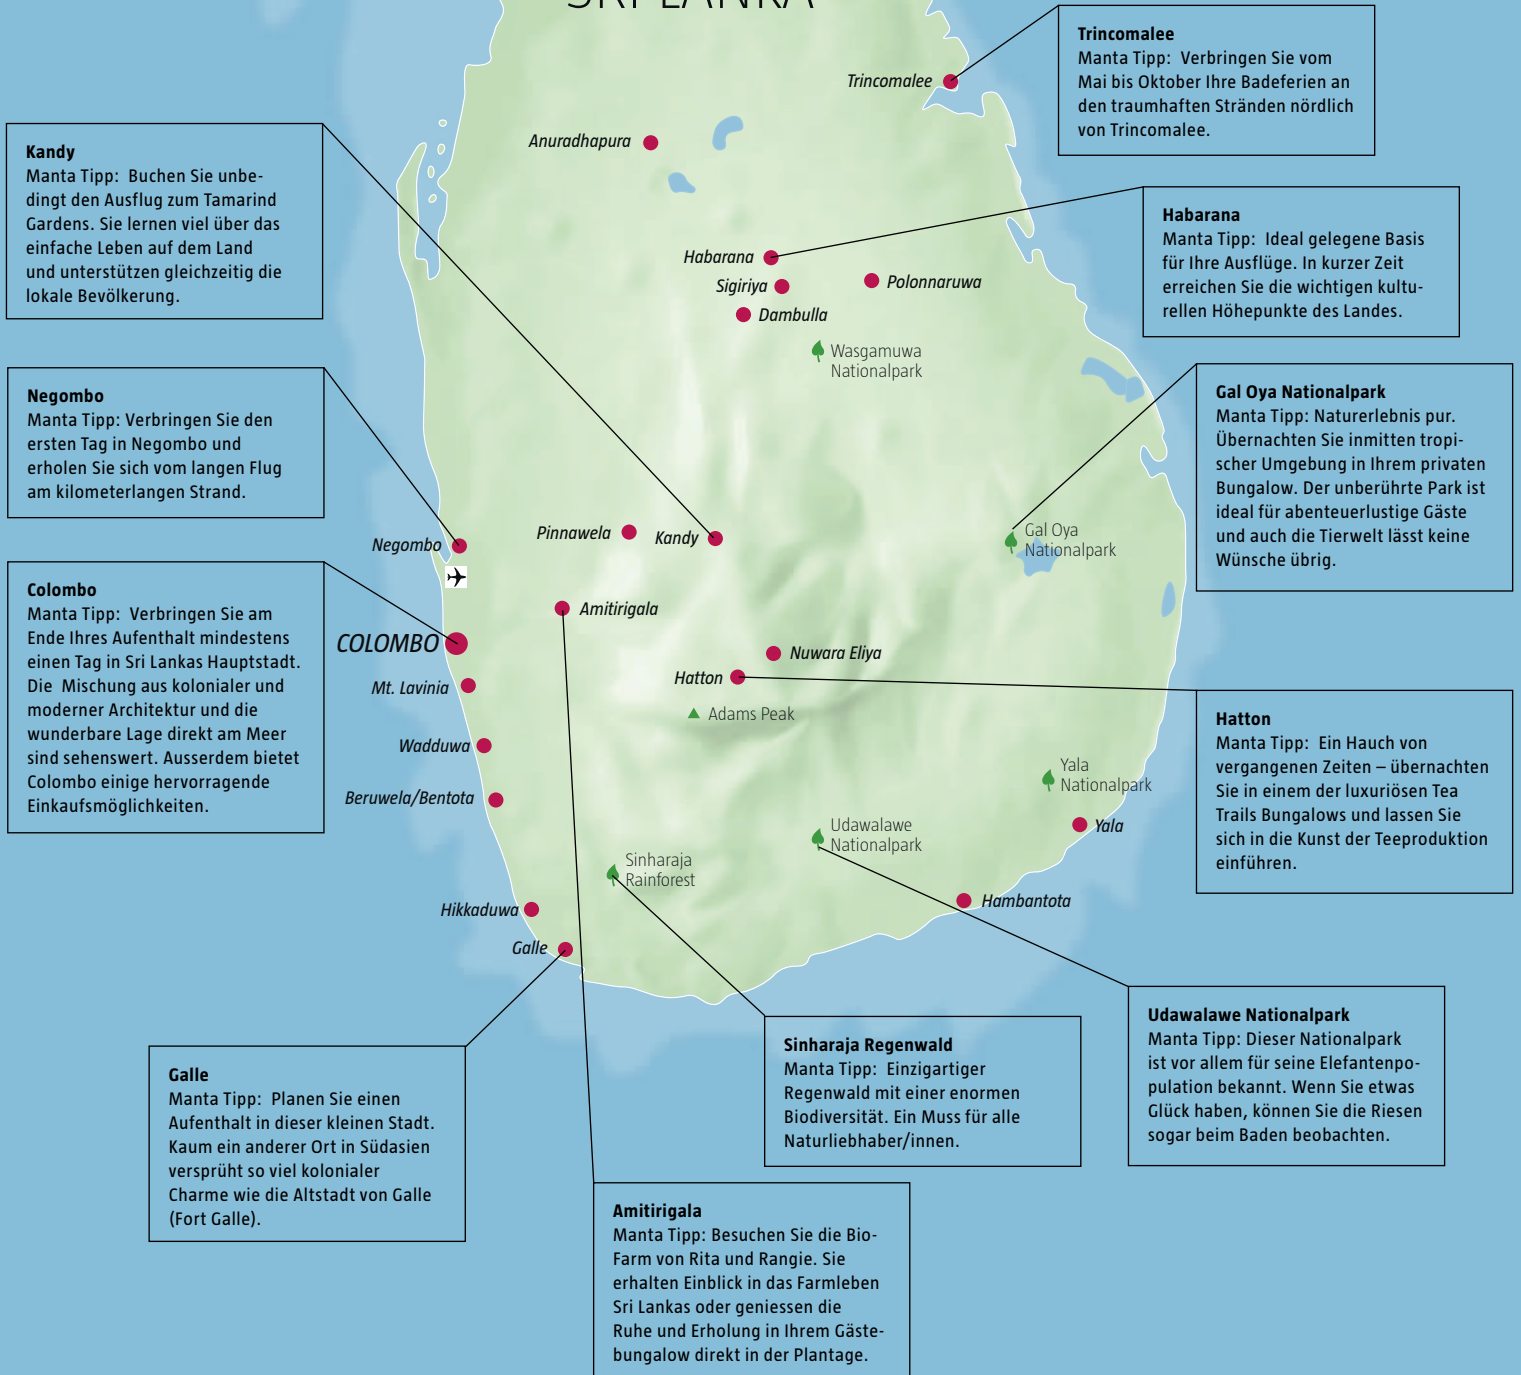 SRI LANKA
Trincomalee
Manta Tipp: Verbringen Sie vom
Mai bis Oktober Ihre Badeferien an
den traumhaften Stränden nördlich
von Trincomalee.
Trincomalee
Anuradhapura
Kandy
Manta Tipp: Buchen Sie unbe-
dingt den Ausflug zum Tamarind
Gardens. Sie lernen viel über das
einfache Leben auf dem Land
und unterstützen gleichzeitig die
lokale Bevölkerung.
Habarana
Manta Tipp: Ideal gelegene Basis
für Ihre Ausflüge. In kurzer Zeit
erreichen Sie die wichtigen kultu-
rellen Höhepunkte des Landes.
Habarana
Sigiriya
Polonnaruwa
Dambulla
Wasgamuwa
Nationalpark
Negombo
Manta Tipp: Verbringen Sie den
ersten Tag in Negombo und
erholen Sie sich vom langen Flug
am kilometerlangen Strand.
Gal Oya Nationalpark
Manta Tipp: Naturerlebnis pur.
Übernachten Sie inmitten tropi-
scher Umgebung in Ihrem privaten
Bungalow. Der unberührte Park ist
ideal für abenteuerlustige Gäste
und auch die Tierwelt lässt keine
Wünsche übrig.
Negombo
Pinnawela
Kandy
Gal Oya
Nationalpark
Colombo
Manta Tipp: Verbringen Sie am
Ende Ihres Aufenthalt mindestens
einen Tag in Sri Lankas Hauptstadt.
Die Mischung aus kolonialer und
moderner Architektur und die
wunderbare Lage direkt am Meer
sind sehenswert. Ausserdem bietet
Colombo einige hervorragende
Einkaufsmöglichkeiten.
Amitirigala
COLOMBO
Nuwara Eliya
Hatton
Mt. Lavinia
Adams Peak
Wadduwa
Beruwela/Bentota
Hatton
Manta Tipp: Ein Hauch von
vergangenen Zeiten – übernachten
Sie in einem der luxuriösen Tea
Trails Bungalows und lassen Sie
sich in die Kunst der Teeproduktion
einführen.
Yala
Nationalpark
Yala
Udawalawe
Nationalpark
Sinharaja
Rainforest
Hambantota
Hikkaduwa
Galle
Galle
Manta Tipp: Planen Sie einen
Aufenthalt in dieser kleinen Stadt.
Kaum ein anderer Ort in Südasien
versprüht so viel kolonialer
Charme wie die Altstadt von Galle
(Fort Galle).
Sinharaja Regenwald
Manta Tipp: Einzigartiger
Regenwald mit einer enormen
Biodiversität. Ein Muss für alle
Naturliebhaber/innen.
Udawalawe Nationalpark
Manta Tipp: Dieser Nationalpark
ist vor allem für seine Elefantenpo-
pulation bekannt. Wenn Sie etwas
Glück haben, können Sie die Riesen
sogar beim Baden beobachten.
Amitirigala
Manta Tipp: Besuchen Sie die Bio-
Farm von Rita und Rangie. Sie
erhalten Einblick in das Farmleben
Sri Lankas oder geniessen die
Ruhe und Erholung in Ihrem Gäste-
bungalow direkt in der Plantage.